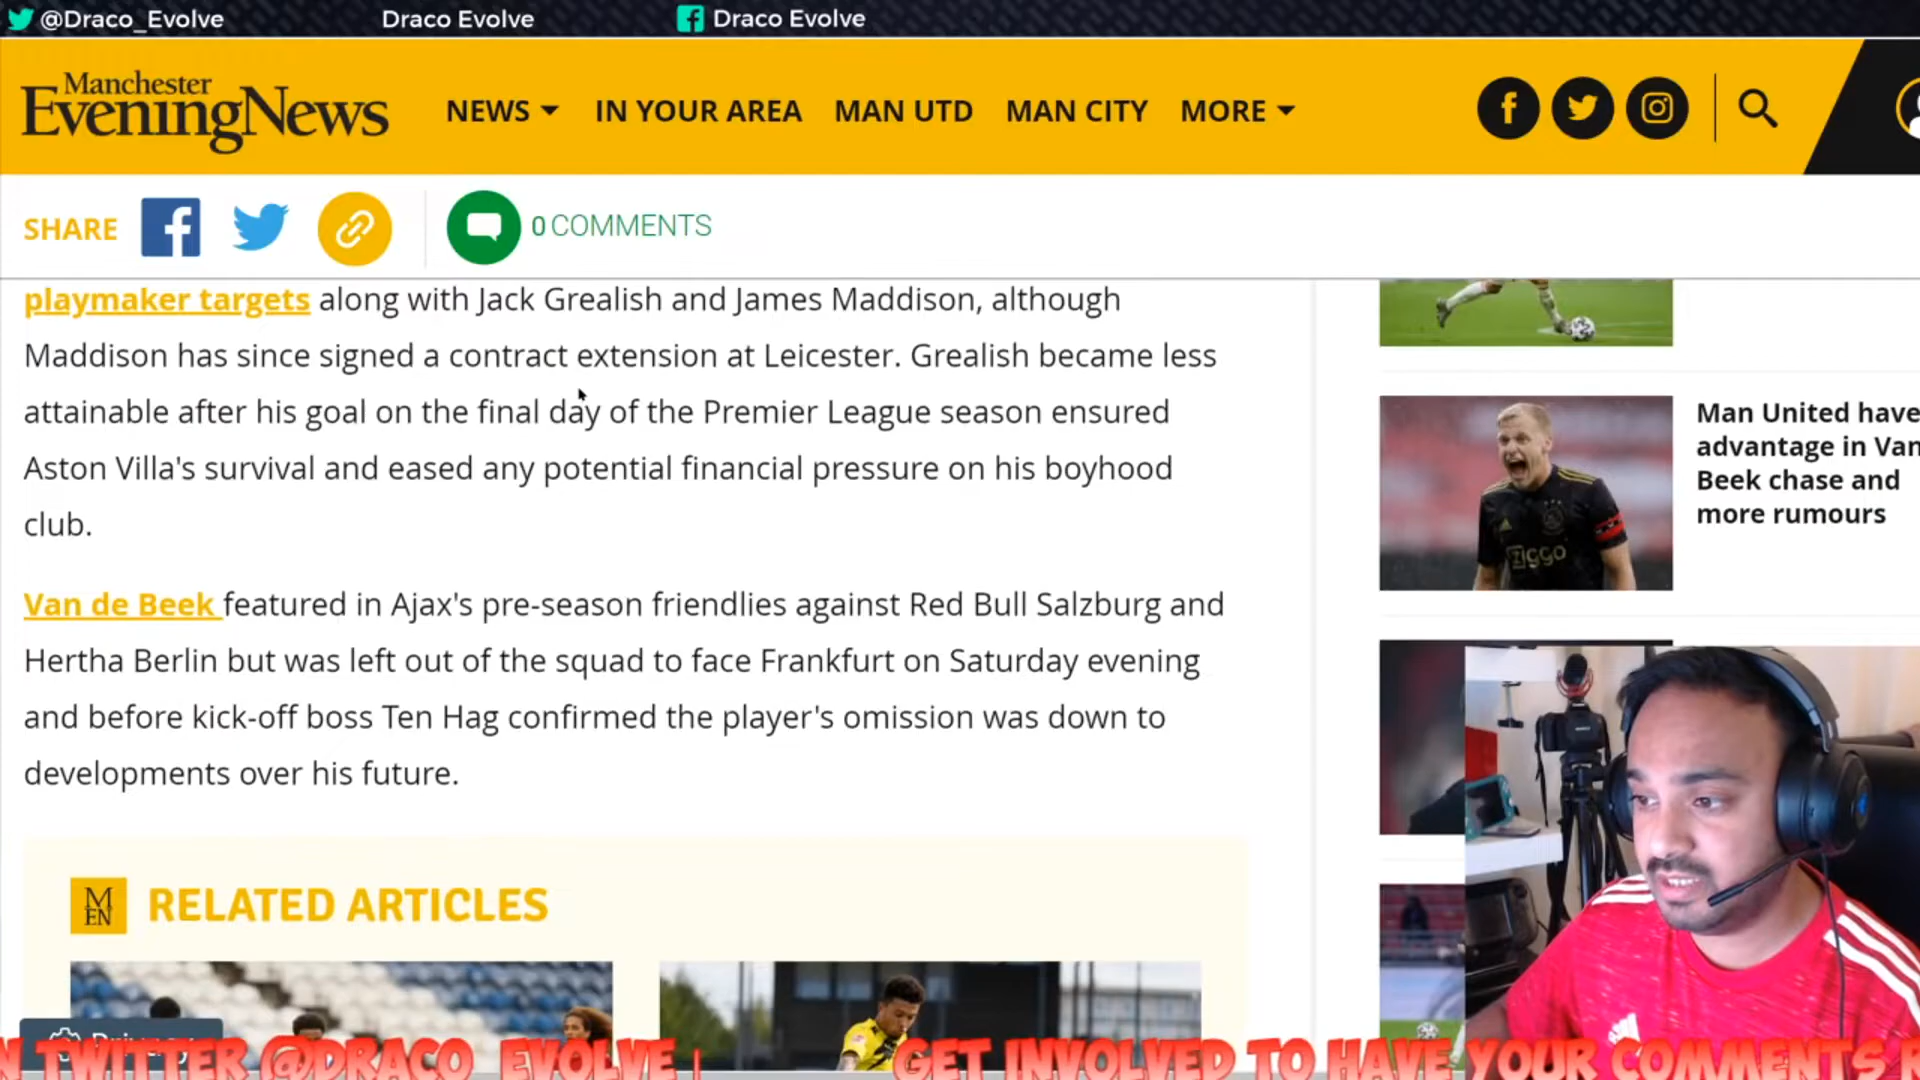 @Draco_Evolve Draco Evolve Draco Evolve
Manchester
EveningNews
NEWS IN YOUR AREA MAN UTD MAN CITY MORE
SHARE 0 COMMENTS
playmaker targets along with Jack Grealish and James Maddison, although
Maddison has since signed a contract extension at Leicester. Grealish became less
attainable after his goal on the final day of the Premier League season ensured
Aston Villa's survival and eased any potential financial pressure on his boyhood
club.
Van de Beek featured in Ajax's pre-season friendlies against Red Bull Salzburg and
Hertha Berlin but was left out of the squad to face Frankfurt on Saturday evening
and before kick-off boss Ten Hag confirmed the player's omission was down to
developments over his future.
Man United have
advantage in Van
Beek chase and
more rumours
Ziggo
M
EN
RELATED ARTICLES
Privacy
N TWITTER @DRACO_EVOLVE | GET INVOLVED TO HAVE YOUR COMMENTS R